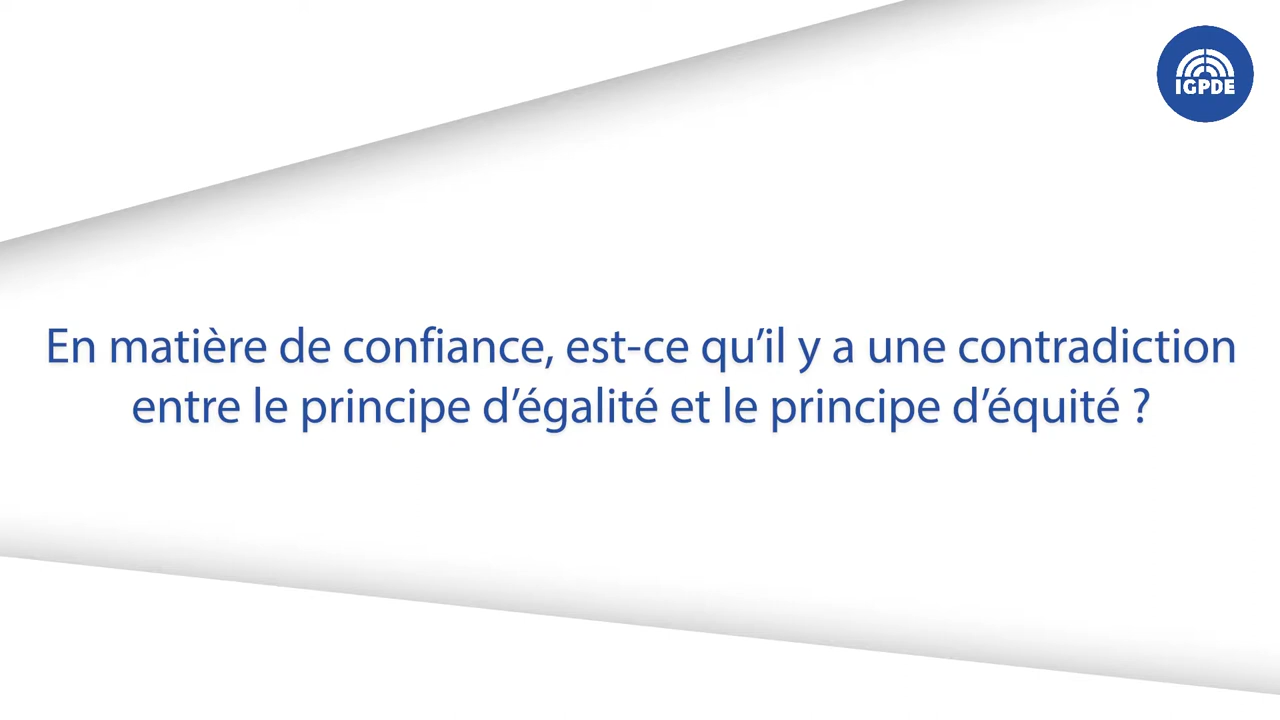 IGPDE
En matière de confiance, est-ce qu’il y a une contradiction
entre le principe d’égalité et le principe d’équité ?